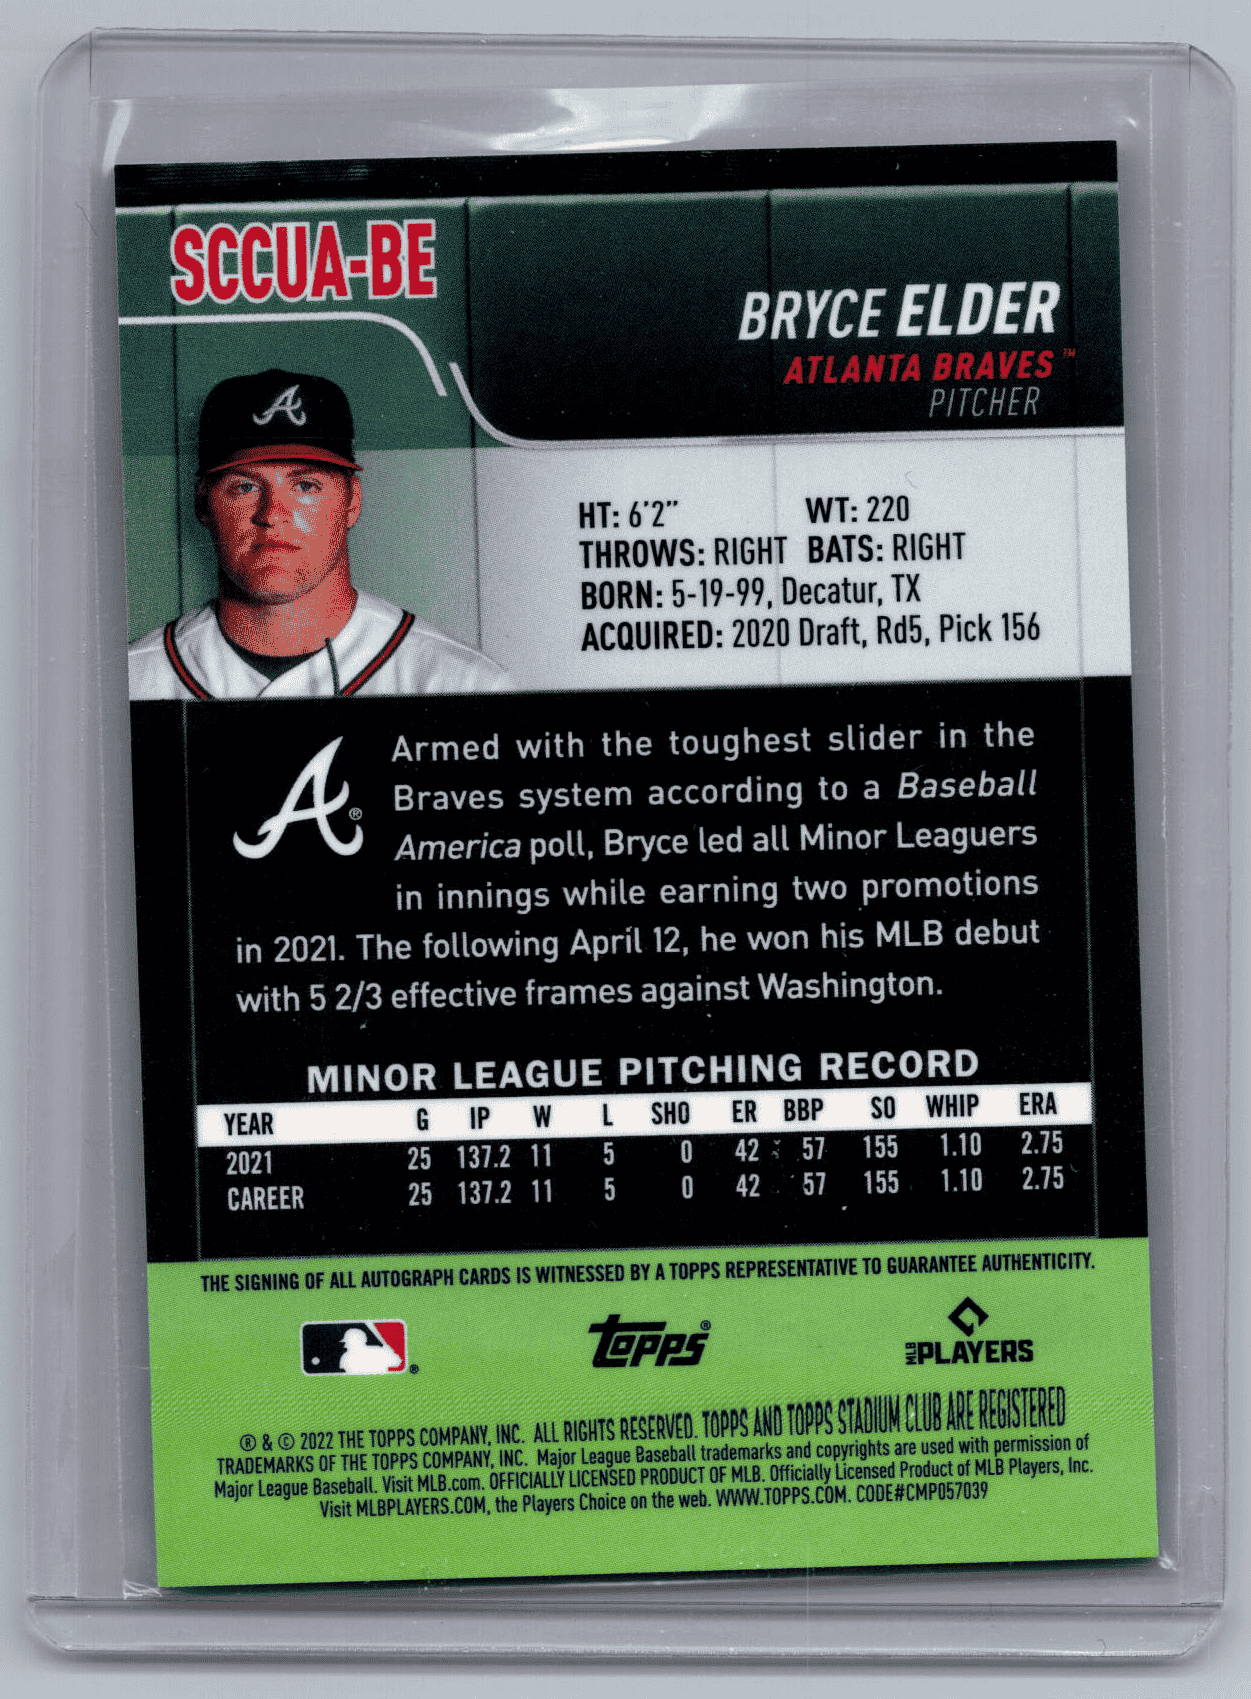 SCCUA-BE
BRYCE ELDER
ATLANTA BRAVES™
PITCHER
A
HT: 6'2" WT: 220
THROWS: RIGHT BATS: RIGHT
BORN: 5-19-99, Decatur, TX
ACQUIRED: 2020 Draft, Rd5, Pick 156
A®
Armed with the toughest slider in the
Braves system according to a Baseball
America poll, Bryce led all Minor Leaguers
in innings while earning two promotions
in 2021. The following April 12, he won his MLB debut
with 5 2/3 effective frames against Washington.
MINOR LEAGUE PITCHING RECORD
YEAR G IP W L SHO ER BBP SO WHIP ERA
2021 25 137.2 11 5 0 42 57 155 1.10 2.75
CAREER 25 137.2 11 5 0 42 57 155 1.10 2.75
THE SIGNING OF ALL AUTOGRAPH CARDS IS WITNESSED BY A TOPPS REPRESENTATIVE TO GUARANTEE AUTHENTICITY.
® topps® MLB PLAYERS
® & © 2022 THE TOPPS COMPANY, INC. ALL RIGHTS RESERVED. TOPPS AND TOPPS STADIUM CLUB ARE REGISTERED
TRADEMARKS OF THE TOPPS COMPANY, INC. Major League Baseball trademarks and copyrights are used with permission of
Major League Baseball. Visit MLB.com. OFFICIALLY LICENSED PRODUCT OF MLB. Officially Licensed Product of MLB Players, Inc.
Visit MLBPLAYERS.COM, the Players Choice on the web. WWW.TOPPS.COM. CODE#CMP057039